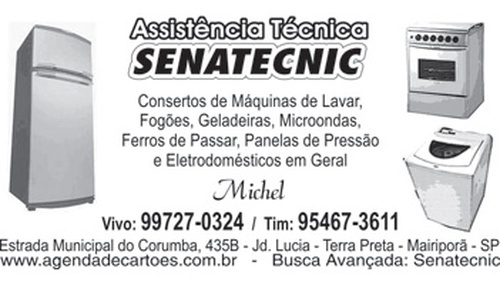 Assistência Técnica
SENATECNIC
Consertos de Máquinas de Lavar,
Fogões, Geladeiras, Microondas,
Ferros de Passar, Panelas de Pressão
e Eletrodomésticos em Geral
Michel
Vivo: 99727-0324 / Tim: 95467-3611
Estrada Municipal do Corumba, 435B - Jd. Lucia - Terra Preta - Mairiporã - SP
www.agendadecartoes.com.br - Busca Avançada: Senatecnic